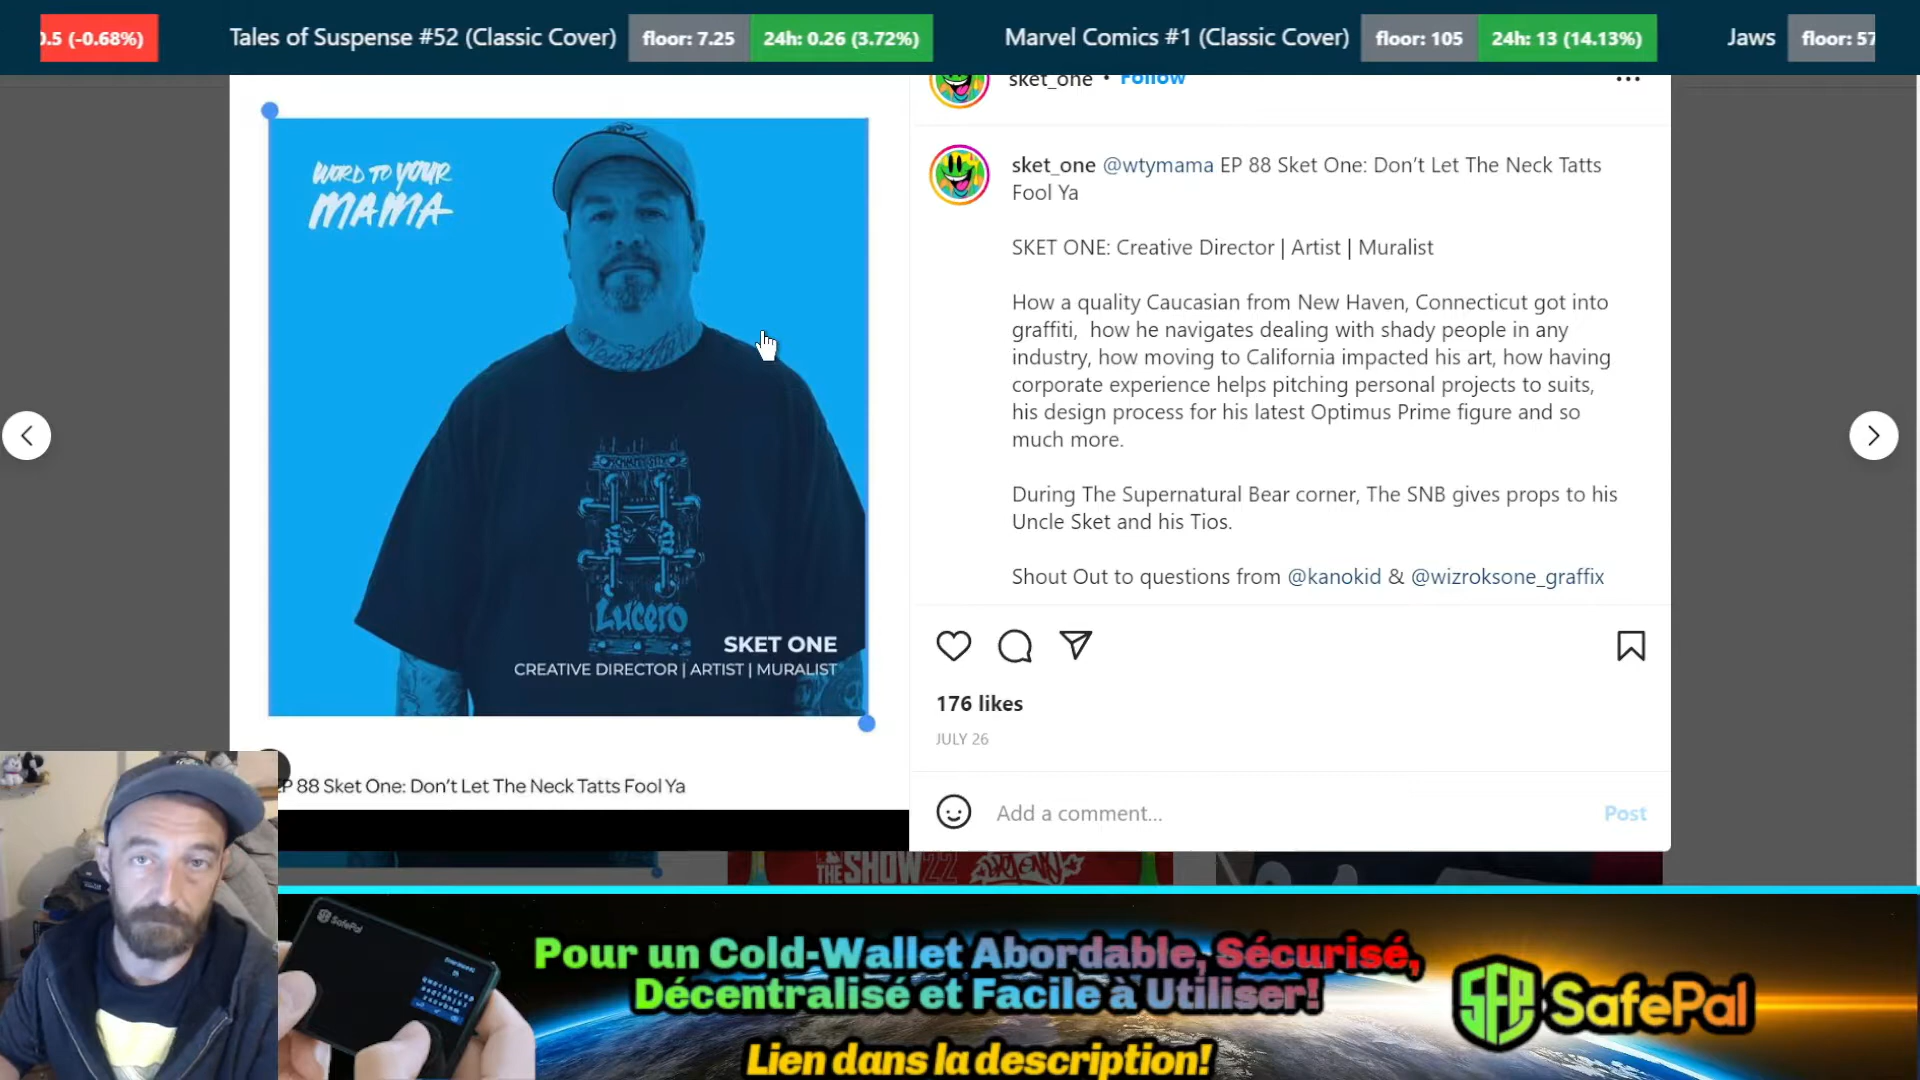 0.5 (-0.68%) Tales of Suspense #52 (Classic Cover) floor: 7.25 24h: 0.26 (3.72%) Marvel Comics #1 (Classic Cover) floor: 105 24h: 13 (14.13%) Jaws floor: 57
sket_one • Follow
WORD TO YOUR
MAMA
sket_one @wtymama EP 88 Sket One: Don’t Let The Neck Tatts
Fool Ya
SKET ONE: Creative Director | Artist | Muralist
How a quality Caucasian from New Haven, Connecticut got into
graffiti, how he navigates dealing with shady people in any
industry, how moving to California impacted his art, how having
corporate experience helps pitching personal projects to suits,
his design process for his latest Optimus Prime figure and so
much more.
During The Supernatural Bear corner, The SNB gives props to his
Uncle Sket and his Tios.
Shout Out to questions from @kanokid & @wizroksone_graffix
Lucero
SKET ONE
CREATIVE DIRECTOR | ARTIST | MURALIST
176 likes
JULY 26
EP 88 Sket One: Don’t Let The Neck Tatts Fool Ya
Add a comment... Post
THE SHOW 22
SafePal
Pour un Cold-Wallet Abordable, Sécurisé,
Décentralisé et Facile à Utiliser!
Lien dans la description!
SFP SafePal